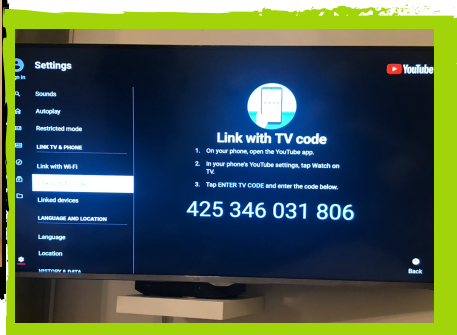 Settings
YouTube
gn In
Sounds
Autoplay
Restricted mode
LINK TV & PHONE
Link with Wi-Fi
Linked devices
LANGUAGE AND LOCATION
Language
Location
HISTORY & DATA
Link with TV code
1. On your phone, open the YouTube app.
2. In your phone's YouTube settings, tap Watch on
TV.
3. Tap ENTER TV CODE and enter the code below.
425 346 031 806
Back